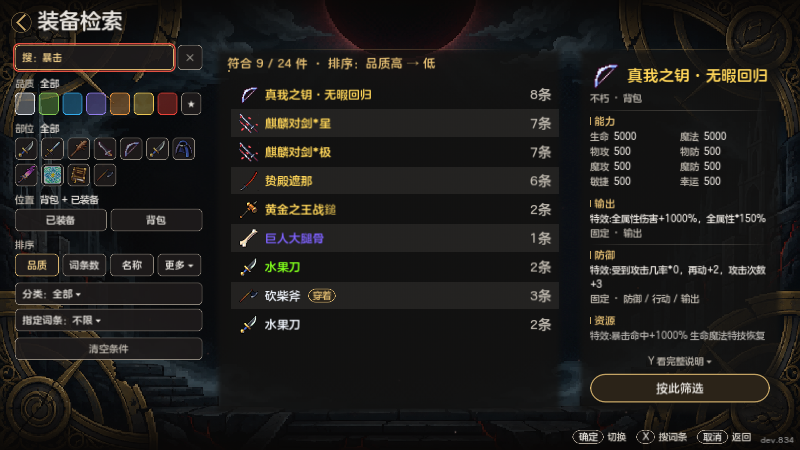 装备检索
搜: 暴击
×
品质 全部
部位 全部
位置 背包 + 已装备
已装备 背包
排序
品质 词条数 名称 更多
分类: 全部
指定词条: 不限
清空条件
符合 9 / 24 件 · 排序: 品质高 → 低
真我之钥·无暇回归 8条
麒麟对剑*星 7条
麒麟对剑*极 7条
贽殿遮那 6条
黄金之王战鎚 2条
巨人大腿骨 1条
水果刀 2条
砍柴斧 穿着 3条
水果刀 2条
真我之钥·无暇回归
不朽 · 背包
能力
生命 5000 魔法 5000
物攻 500 物防 500
魔攻 500 魔防 500
敏捷 500 幸运 500
输出
特效:全属性伤害+1000%, 全属性*150%
固定 · 输出
防御
特效:受到攻击几率*0, 再动+2, 攻击次数
+3
固定 · 防御 / 行动 / 输出
资源
特效:暴击命中+1000% 生命魔法特技恢复
Y 看完整说明
按此筛选
确定 切换 X 搜词条 取消 返回
dev.834